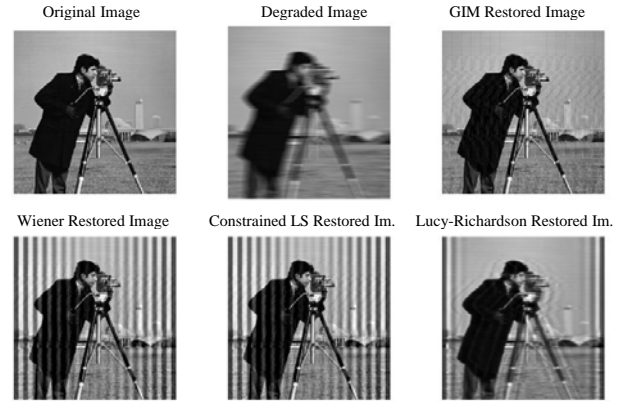 Original Image
Degraded Image
GIM Restored Image
Wiener Restored Image
Constrained LS Restored Im.
Lucy-Richardson Restored Im.